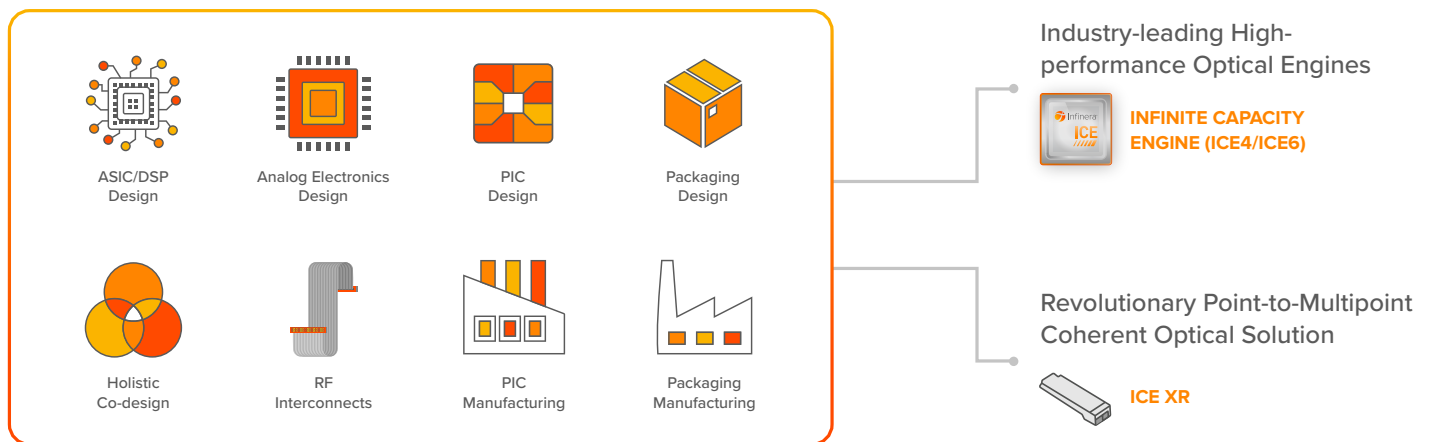 ASIC/DSP
Design
Analog Electronics
Design
PIC
Design
Packaging
Design
Holistic
Co-design
RF
Interconnects
PIC
Manufacturing
Packaging
Manufacturing
Industry-leading High-
performance Optical Engines
Infinera
ICE
INFINITE CAPACITY
ENGINE (ICE4/ICE6)
Revolutionary Point-to-Multipoint
Coherent Optical Solution
ICE XR